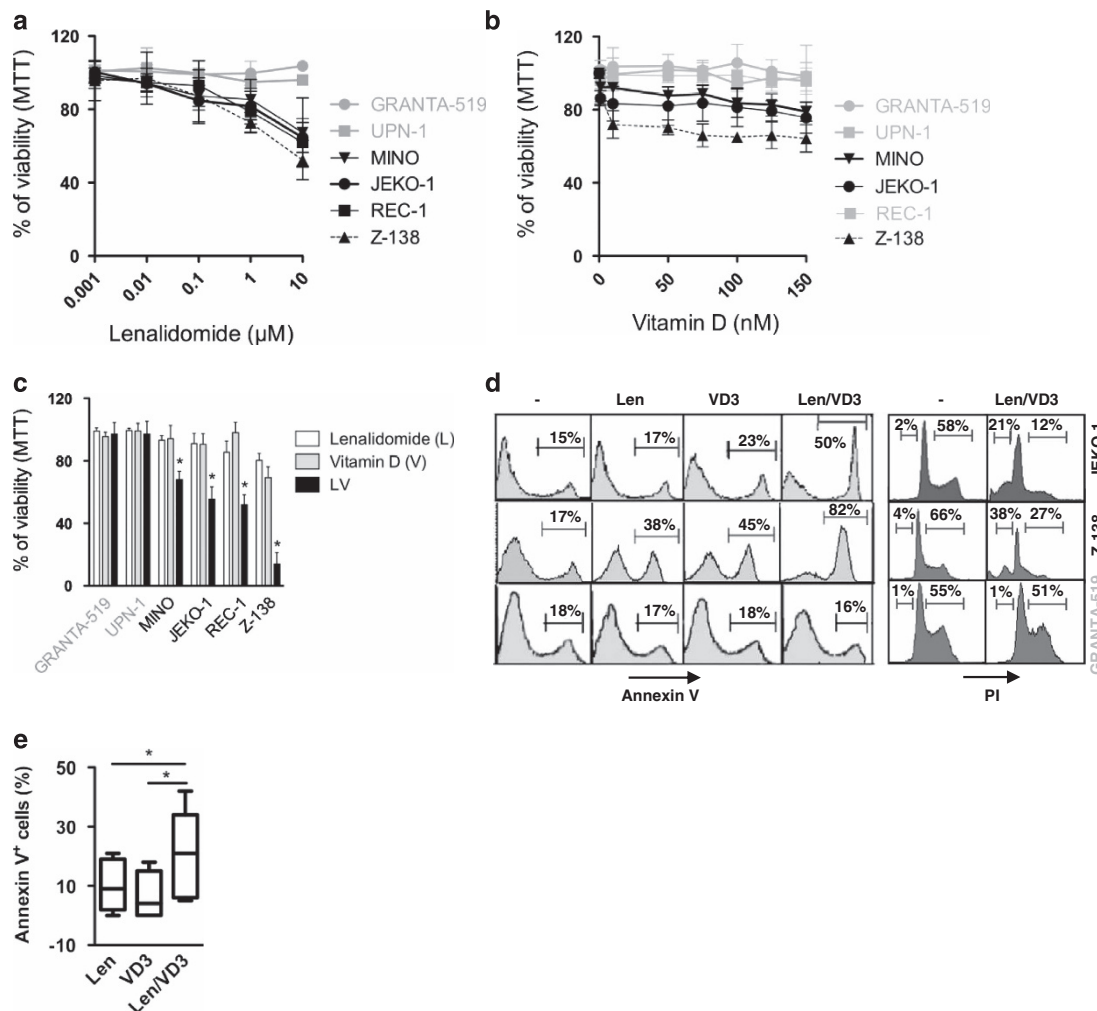 a
120
80
40
0
% of viability (MTT)
0.001
0.01
0.1
1
10
Lenalidomide (µM)
GRANTA-519
UPN-1
MINO
JEKO-1
REC-1
Z-138
b
120
80
40
0
% of viability (MTT)
0
50
100
150
Vitamin D (nM)
GRANTA-519
UPN-1
MINO
JEKO-1
REC-1
Z-138
c
120
80
40
0
% of viability (MTT)
* * * *
GRANTA-519
UPN-1
MINO
JEKO-1
REC-1
Z-138
Lenalidomide (L)
Vitamin D (V)
LV
d
- Len VD3 Len/VD3
15% 17% 23% 50%
17% 38% 45% 82%
18% 17% 18% 16%
Annexin V
- Len/VD3
2% 58% 21% 12%
4% 66% 38% 27%
1% 55% 1% 51%
PI
JEKO-1
Z-138
GRANTA-519
e
50
30
10
-10
Annexin V+ cells (%)
*
*
Len
VD3
Len/VD3